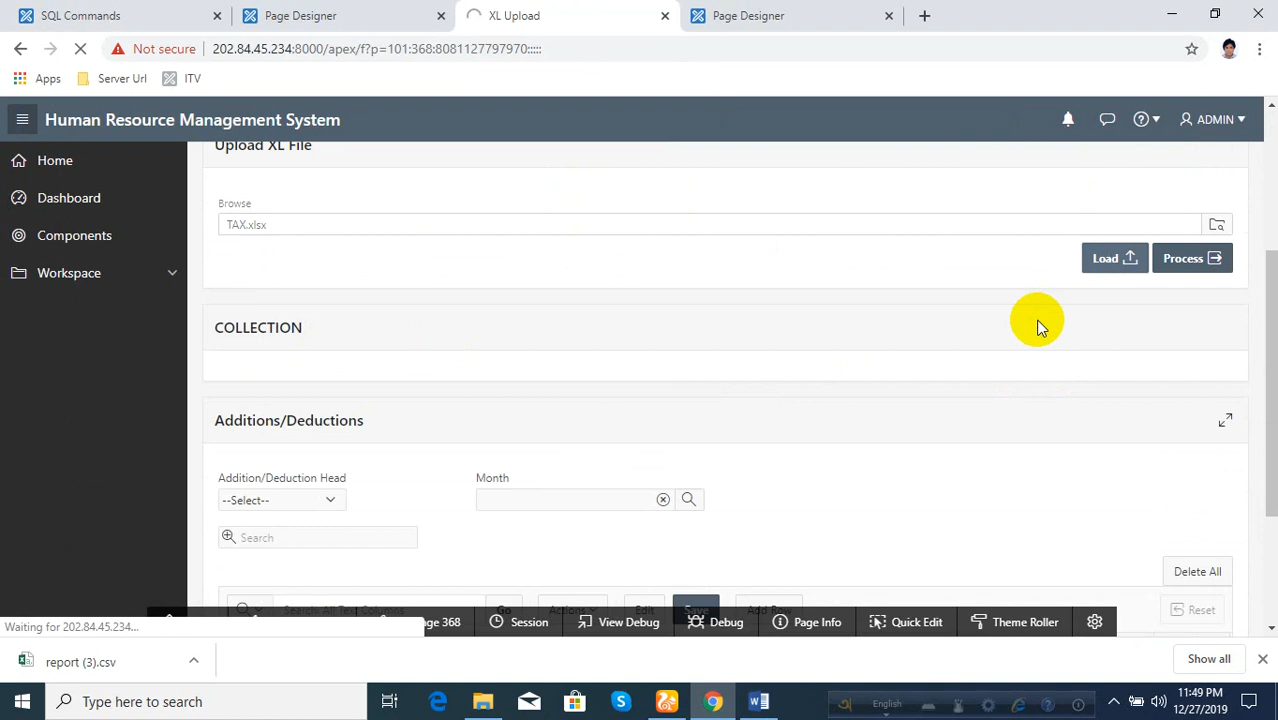 SQL Commands
Page Designer
XL Upload
Page Designer
Not secure
202.84.45.234:8000/apex/f?p=101:368:8081127797970:::::
Apps
Server Url
ITV
Human Resource Management System
ADMIN
Home
Dashboard
Components
Workspace
Upload XL File
Browse
TAX.xlsx
Load
Process
COLLECTION
Additions/Deductions
Addition/Deduction Head
Month
--Select--
Search
Delete All
Search: All Text Columns
Go
Actions
Edit
Save
Add Row
Reset
Waiting for 202.84.45.234...
ge 368
Session
View Debug
Debug
Page Info
Quick Edit
Theme Roller
report (3).csv
Show all
Type here to search
English
11:49 PM
12/27/2019